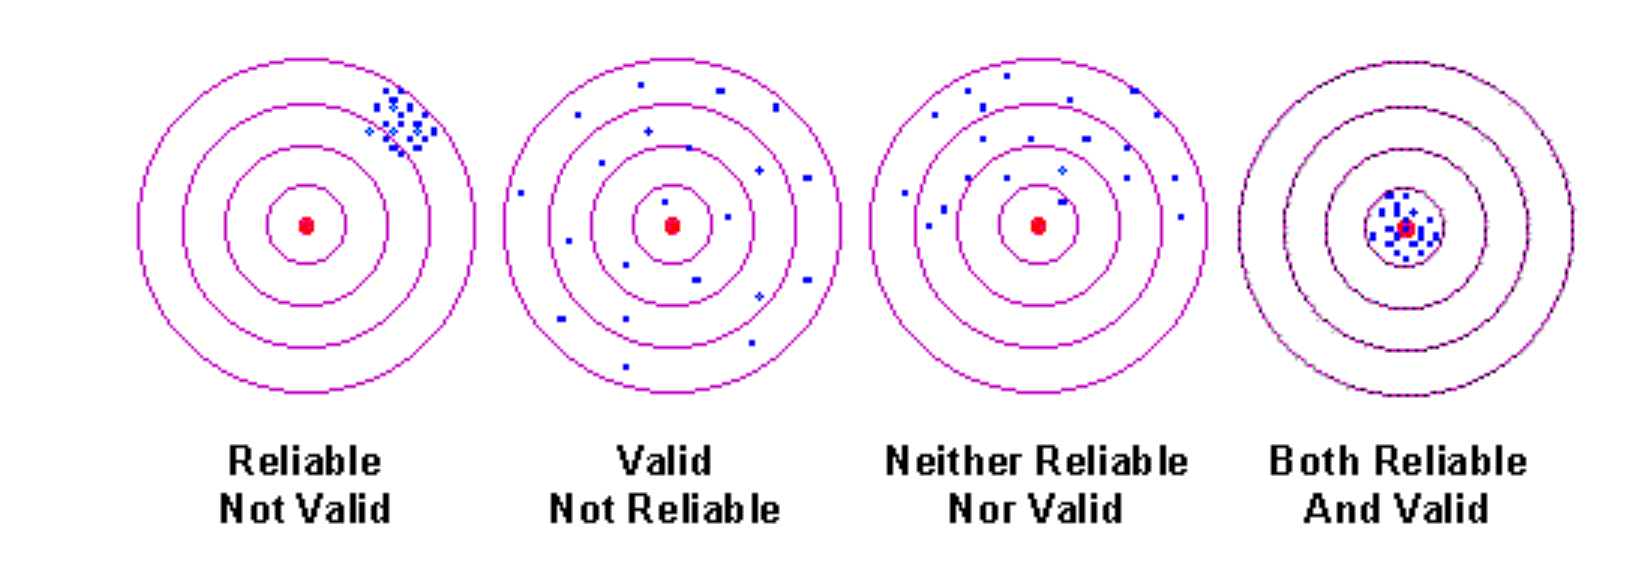 Reliable
Not Valid
Valid
Not Reliable
Neither Reliable
Nor Valid
Both Reliable
And Valid